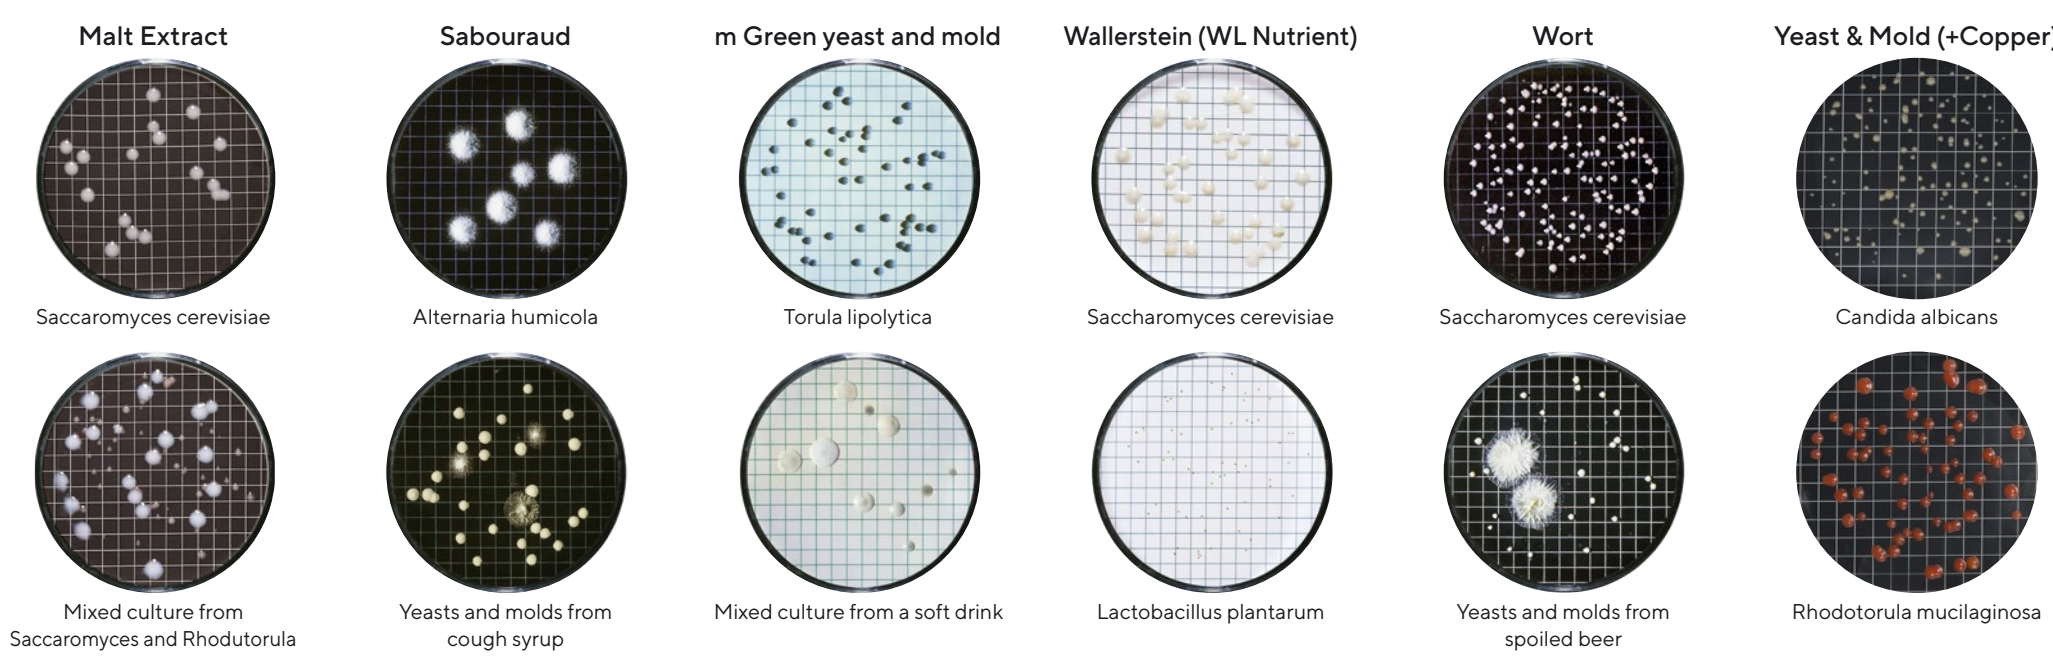 Malt Extract
Sabouraud
m Green yeast and mold
Wallerstein (WL Nutrient)
Wort
Yeast & Mold (+Copper)
Saccaromyces cerevisiae
Alternaria humicola
Torula lipolytica
Saccharomyces cerevisiae
Saccharomyces cerevisiae
Candida albicans
Mixed culture from
Saccaromyces and Rhodutorula
Yeasts and molds from
cough syrup
Mixed culture from a soft drink
Lactobacillus plantarum
Yeasts and molds from
spoiled beer
Rhodotorula mucilaginosa